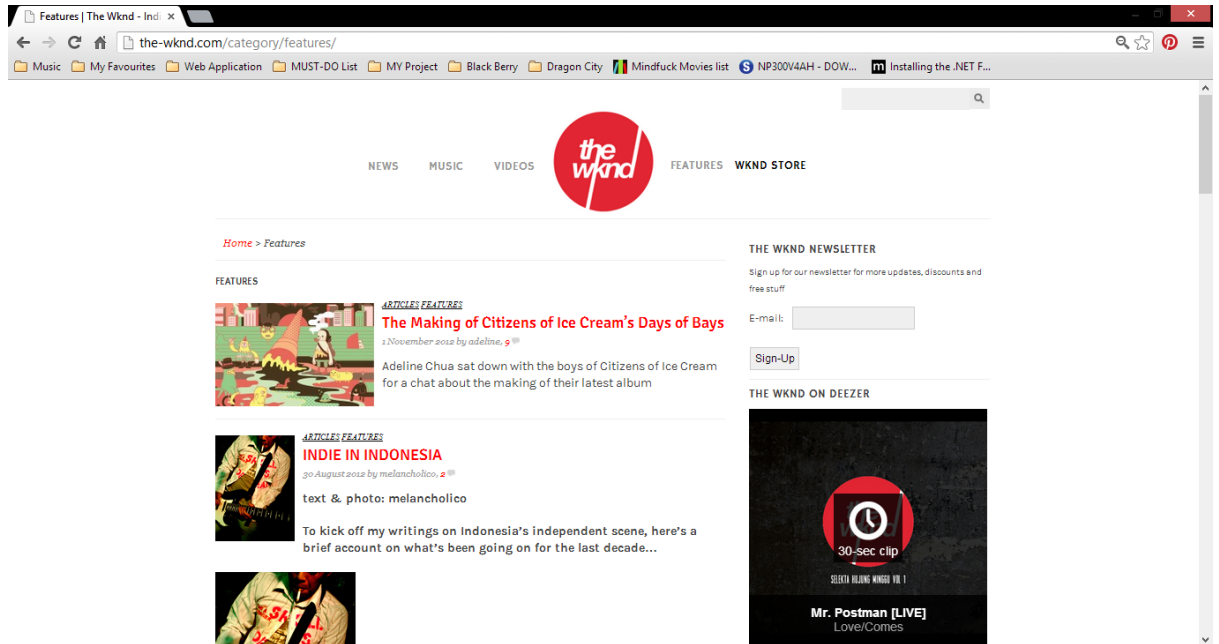 Features | The Wknd - Indi
the-wknd.com/category/features/
Music My Favourites Web Application MUST-DO List MY Project Black Berry Dragon City Mindfuck Movies list NP300V4AH - DOW... Installing the .NET F...
NEWS MUSIC VIDEOS the wknd FEATURES WKND STORE
Home > Features
FEATURES
ARTICLES FEATURES
The Making of Citizens of Ice Cream's Days of Bays
1 November 2012 by adeline, 9
Adeline Chua sat down with the boys of Citizens of Ice Cream
for a chat about the making of their latest album
ARTICLES FEATURES
INDIE IN INDONESIA
30 August 2012 by melancholico, 2
text & photo: melancholico
To kick off my writings on Indonesia's independent scene, here's a
brief account on what's been going on for the last decade...
THE WKND NEWSLETTER
Sign up for our newsletter for more updates, discounts and
free stuff
E-mail:
Sign-Up
THE WKND ON DEEZER
30-sec clip
SELEKTA HUJUNG MINGGU VOL 1
Mr. Postman [LIVE]
Love/Comes